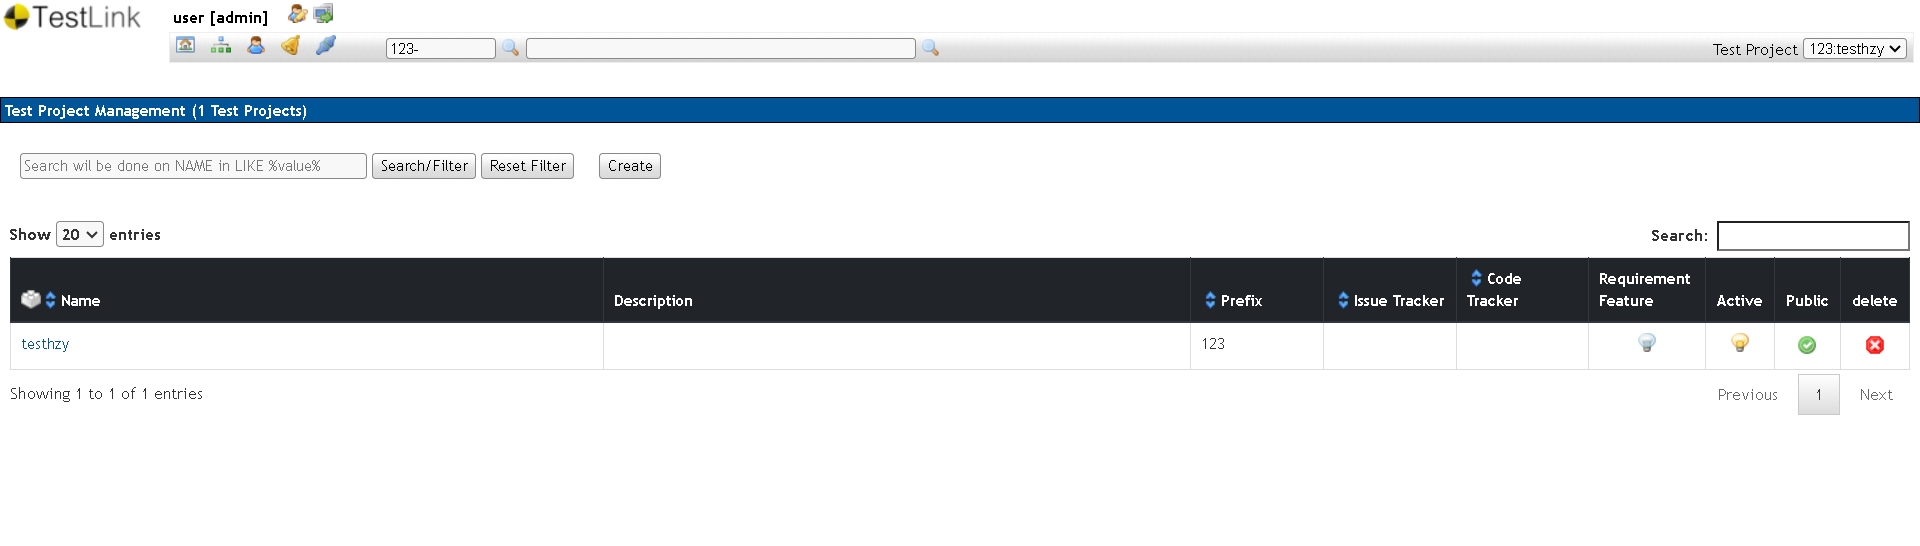 TestLink
user [admin]
123-
Test Project 123:testhzy
Test Project Management (1 Test Projects)
Search wil be done on NAME in LIKE %value% Search/Filter Reset Filter Create
Show 20 entries Search:
Name Description Prefix Issue Tracker Code Tracker Requirement Feature Active Public delete
testhzy 123
Showing 1 to 1 of 1 entries Previous 1 Next